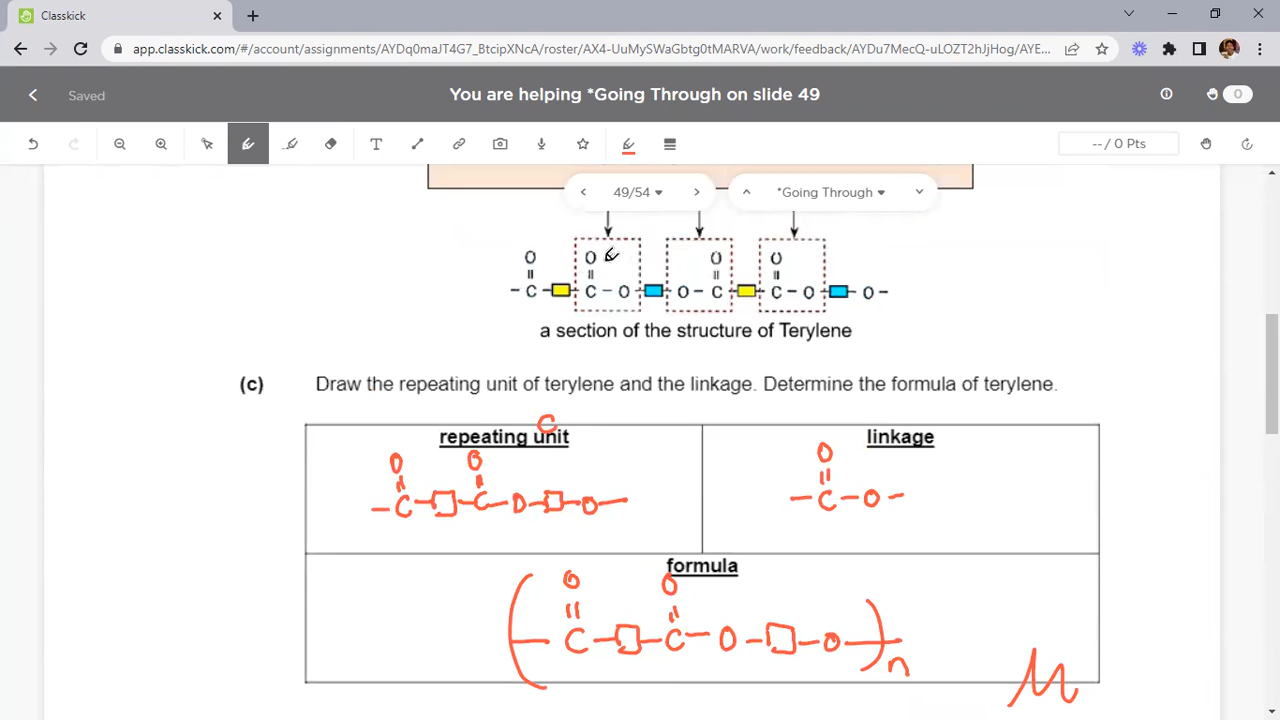 Classkick
app.classkick.com/#/account/assignments/AYDq0maJT4G7_BtcipXNnA/roster/AX4-UuMySWaGbtg0tMARVA/work/feedback/AYDu7MecQ-uLOZT2hJjHog/AYE...
Saved
You are helping *Going Through on slide 49
0
T
-- / 0 Pts
49/54
*Going Through
O O O O
- C C - O O - C C - O O -
a section of the structure of Terylene
(c) Draw the repeating unit of terylene and the linkage. Determine the formula of terylene.
C
repeating unit linkage
O O O
- C - □ - C - O - □ - O - - C - O -
formula
O O
( - C - □ - C - O - □ - O - ) n